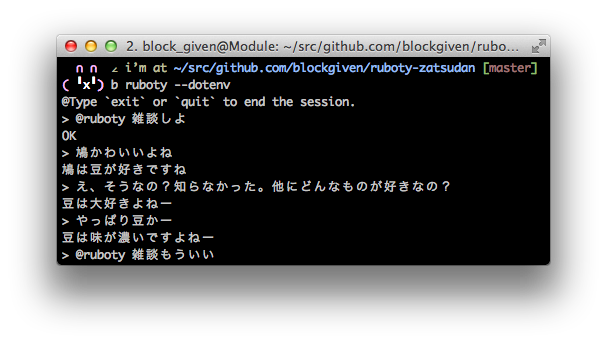 2. block_given@Module: ~/src/github.com/blockgiven/rubo…
∩ ∩ ∠ i’m at ~/src/github.com/blockgiven/ruboty-zatsudan [master]
( 'x') b ruboty --dotenv
@Type `exit` or `quit` to end the session.
> @ruboty 雑談しよ
OK
> 鳩かわいいよね
鳩は豆が好きですね
> え、そうなの？知らなかった。他にどんなものが好きなの？
豆は大好きよねー
> やっぱり豆かー
豆は味が濃いですよねー
> @ruboty 雑談もういい